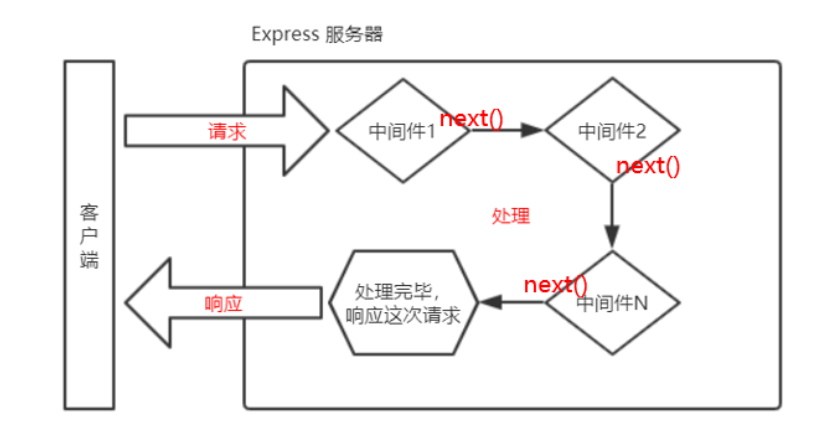 Express 服务器
客户端
请求
中间件1
next()
中间件2
next()
处理
next()
中间件N
处理完毕，
响应这次请求
响应